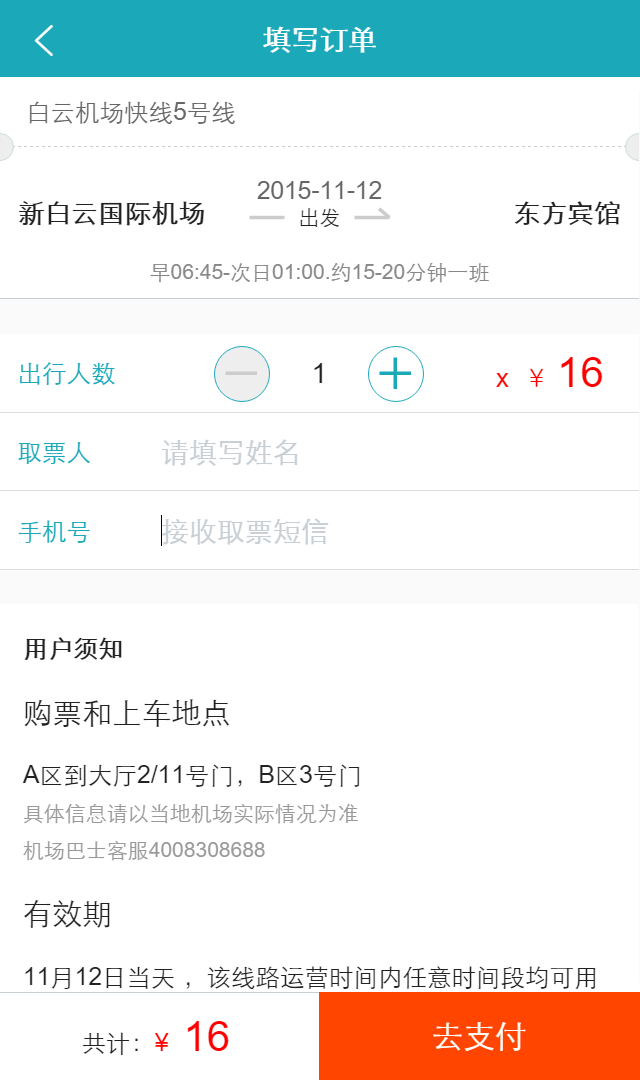 填写订单
白云机场快线5号线
2015-11-12
新白云国际机场 出发 东方宾馆
早06:45-次日01:00.约15-20分钟一班
出行人数 1 x ¥ 16
取票人 请填写姓名
手机号 接收取票短信
用户须知
购票和上车地点
A区到大厅2/11号门，B区3号门
具体信息请以当地机场实际情况为准
机场巴士客服4008308688
有效期
11月12日当天 ，该线路运营时间内任意时间段均可用
共计：¥ 16 去支付